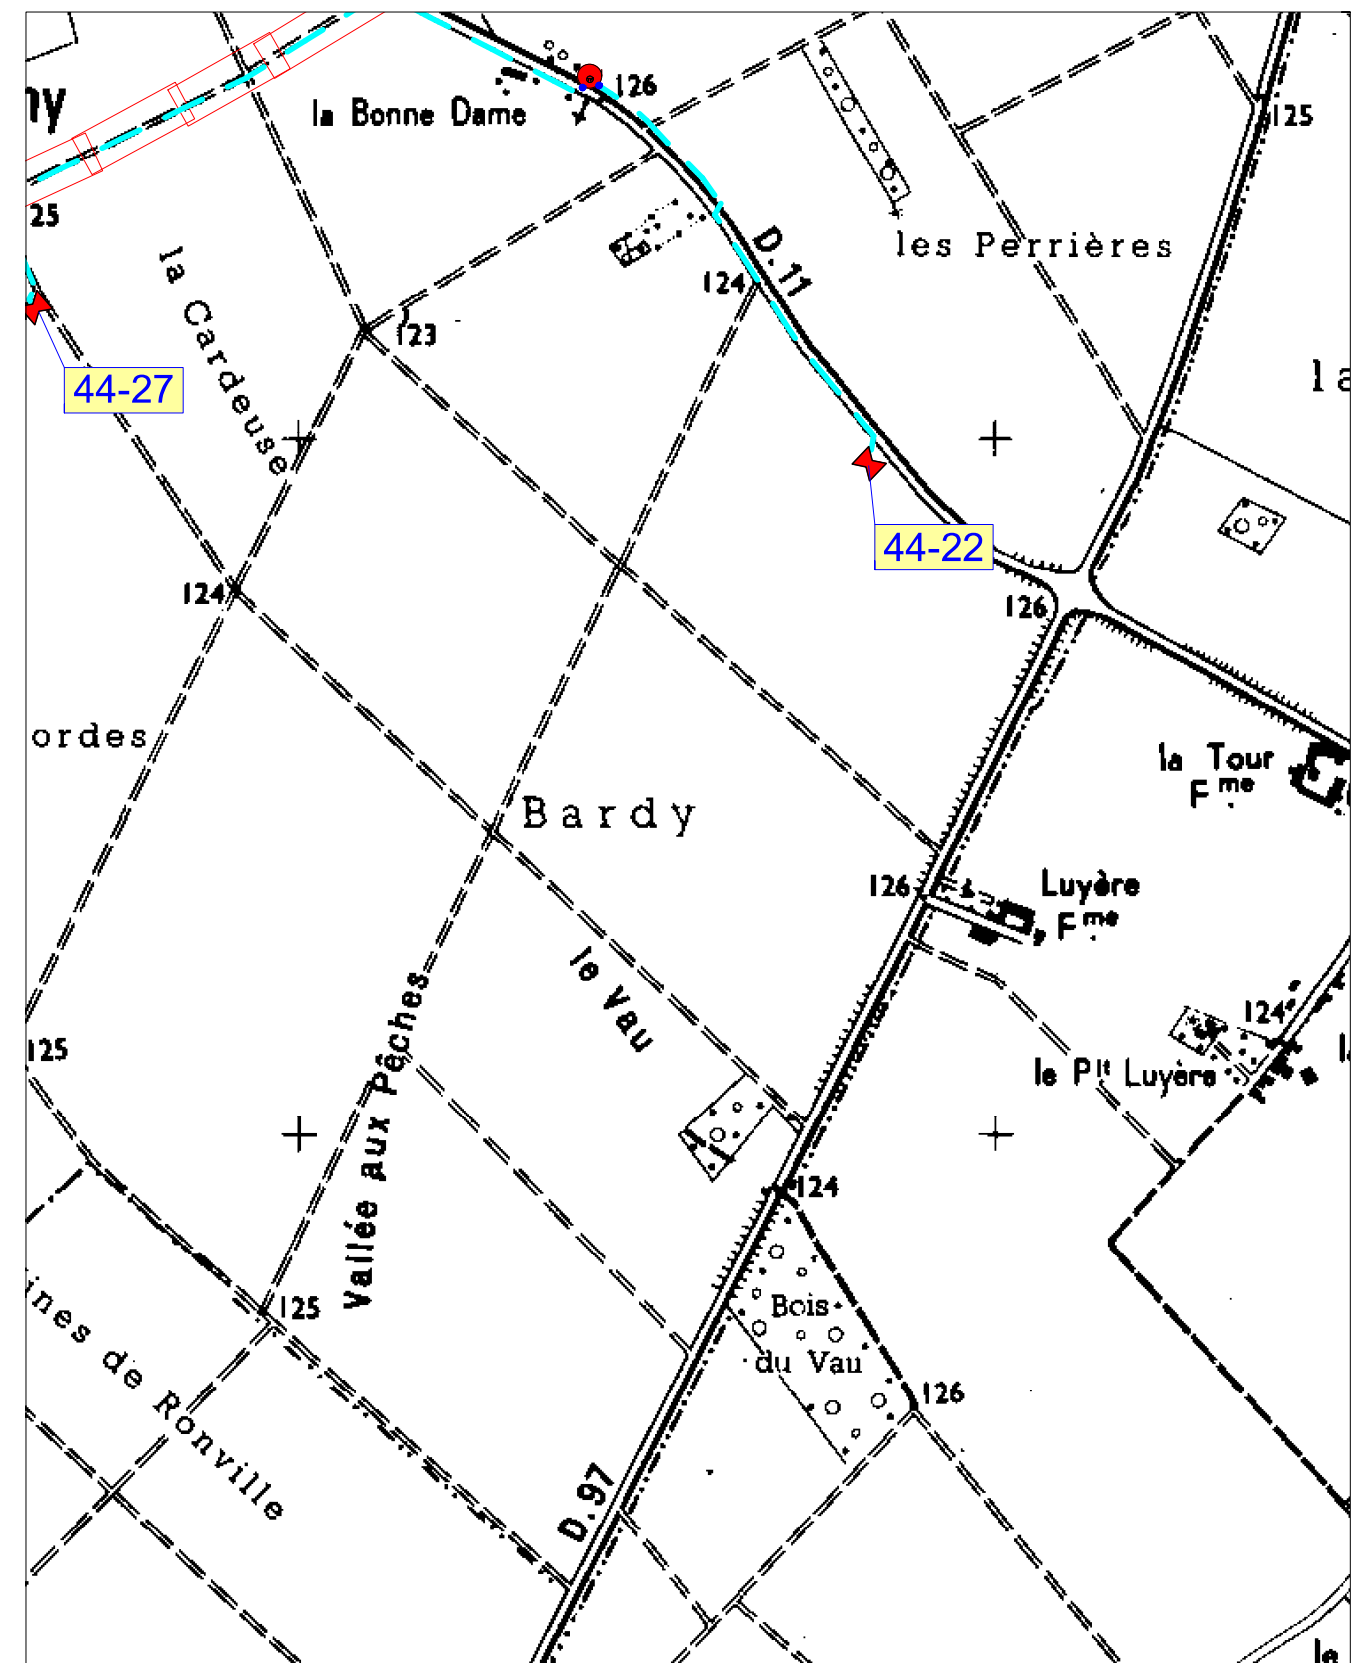 ny
la Bonne Dame
126
125
25
la Cardeuse
les Perrières
D. 11
124
123
la
44-27
44-22
124
126
ordes
la Tour
Fme
Bardy
126
Luyère
Fme
le Vau
124
125
le Ptt Luyère
Vallée aux Pêches
124
125
Bois
du Vau
126
ines de Ronville
D. 97
le